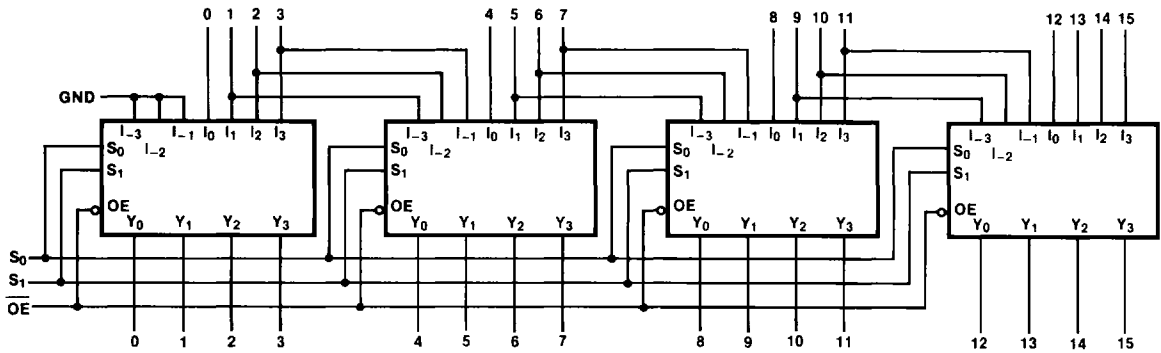 0 1 2 3 4 5 6 7 8 9 10 11 12 13 14 15
GND
I₋₃ I₋₁ I₀ I₁ I₂ I₃ I₋₃ I₋₁ I₀ I₁ I₂ I₃ I₋₃ I₋₁ I₀ I₁ I₂ I₃ I₋₃ I₋₁ I₀ I₁ I₂ I₃
S₀ I₋₂ S₀ I₋₂ S₀ I₋₂ S₀ I₋₂
S₁ S₁ S₁ S₁
OE OE OE OE
Y₀ Y₁ Y₂ Y₃ Y₀ Y₁ Y₂ Y₃ Y₀ Y₁ Y₂ Y₃ Y₀ Y₁ Y₂ Y₃
S₀
S₁
O̅E̅
0 1 2 3 4 5 6 7 8 9 10 11 12 13 14 15